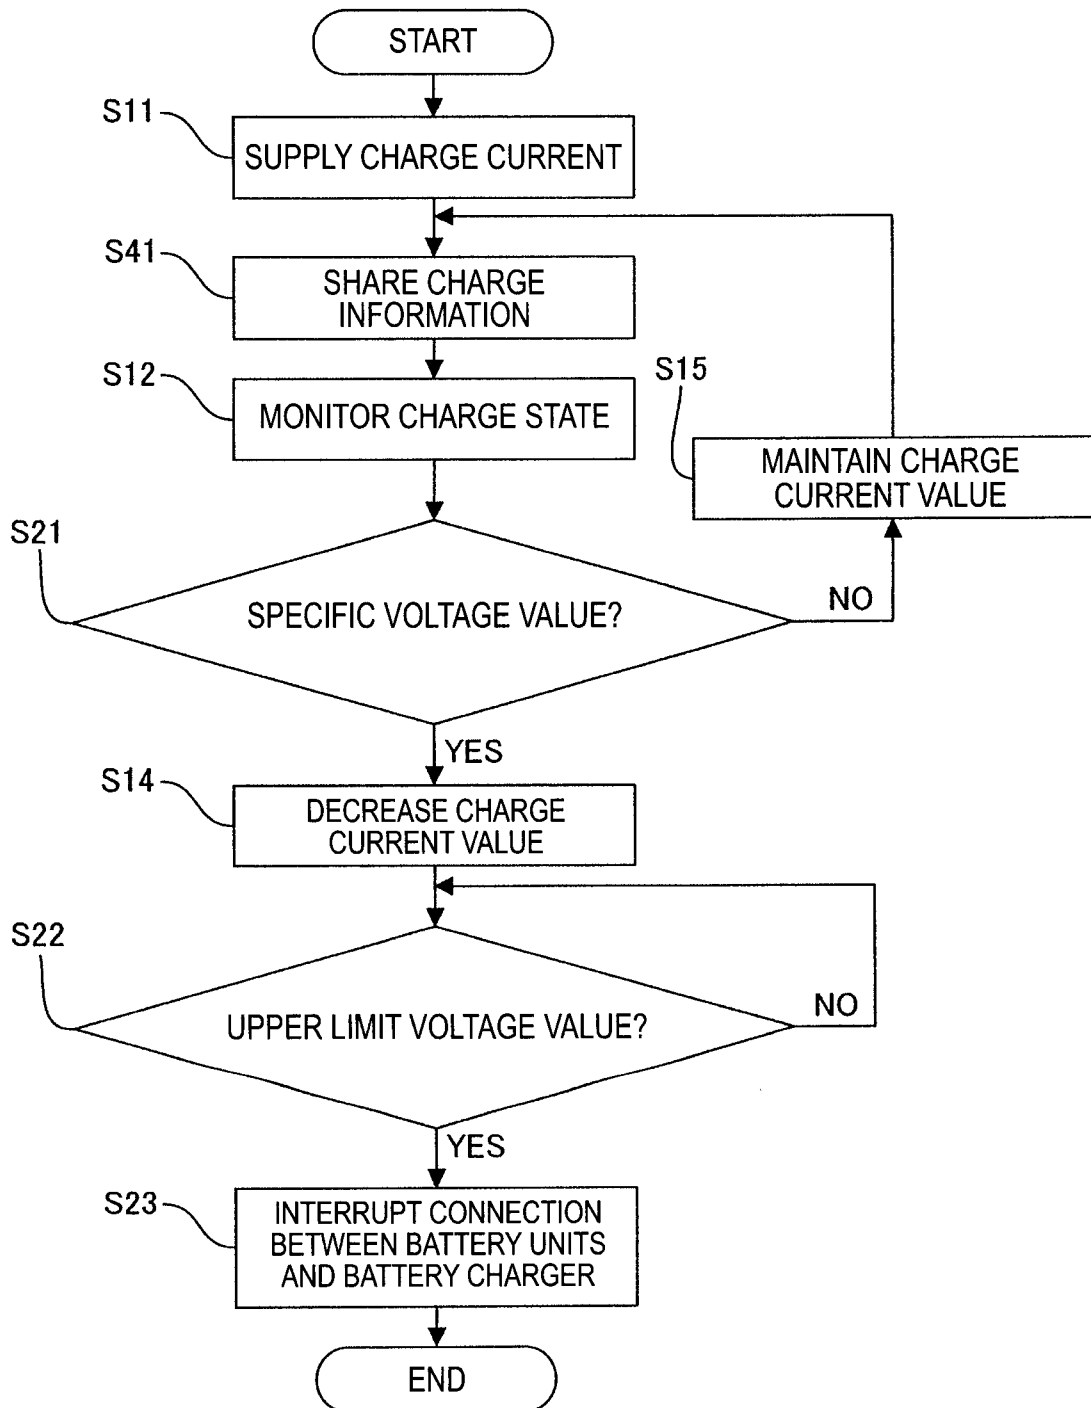 START
S11
SUPPLY CHARGE CURRENT
S41
SHARE CHARGE
INFORMATION
S12
MONITOR CHARGE STATE
S15
MAINTAIN CHARGE
CURRENT VALUE
S21
SPECIFIC VOLTAGE VALUE?
NO
YES
S14
DECREASE CHARGE
CURRENT VALUE
S22
UPPER LIMIT VOLTAGE VALUE?
NO
YES
S23
INTERRUPT CONNECTION
BETWEEN BATTERY UNITS
AND BATTERY CHARGER
END